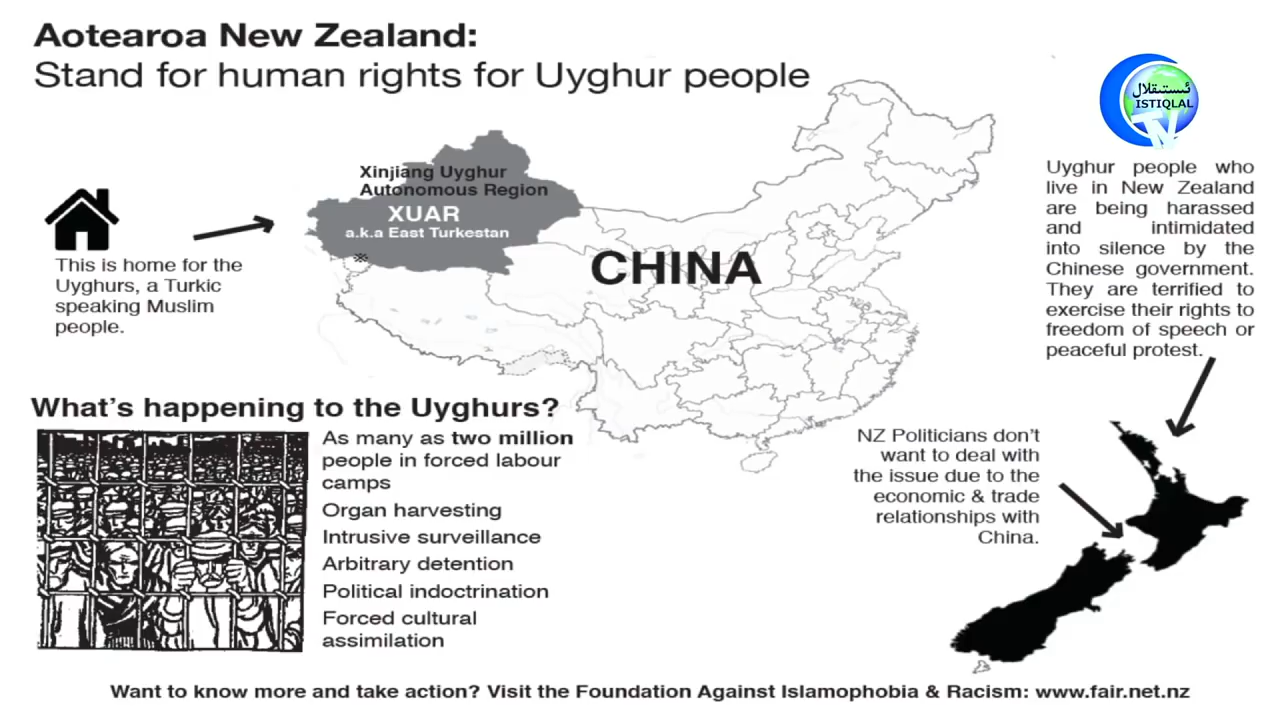 Aotearoa New Zealand:
Stand for human rights for Uyghur people
ئىستىقلال
ISTIQLAL
TV
Xinjiang Uyghur
Autonomous Region
XUAR
a.k.a East Turkestan
※
CHINA
This is home for the
Uyghurs, a Turkic
speaking Muslim
people.
Uyghur people who
live in New Zealand
are being harassed
and intimidated
into silence by the
Chinese government.
They are terrified to
exercise their rights to
freedom of speech or
peaceful protest.
What's happening to the Uyghurs?
As many as two million
people in forced labour
camps
Organ harvesting
Intrusive surveillance
Arbitrary detention
Political indoctrination
Forced cultural
assimilation
NZ Politicians don't
want to deal with
the issue due to the
economic & trade
relationships with
China.
Want to know more and take action? Visit the Foundation Against Islamophobia & Racism: www.fair.net.nz